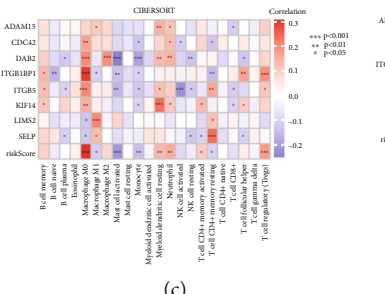 CIBERSORT
Correlation
ADAM15
CDC42
DAB2
ITGB1BP1
ITGB5
KIF14
LIMS2
SELP
riskScore
0.3
0.2
0.1
0.0
−0.1
−0.2
*** p<0.001
** p<0.01
* p<0.05
B cell memory
B cell naive
B cell plasma
Eosinophil
Macrophage M0
Macrophage M1
Macrophage M2
Mast cell activated
Mast cell resting
Monocyte
Myeloid dendritic cell activated
Myeloid dendritic cell resting
Neutrophil
NK cell activated
NK cell resting
T cell CD4+ memory activated
T cell CD4+ memory resting
T cell CD4+ native
T cell CD8+
T cell follicular helper
T cell gamma delta
T cell regulatory (Tregs)
(c)